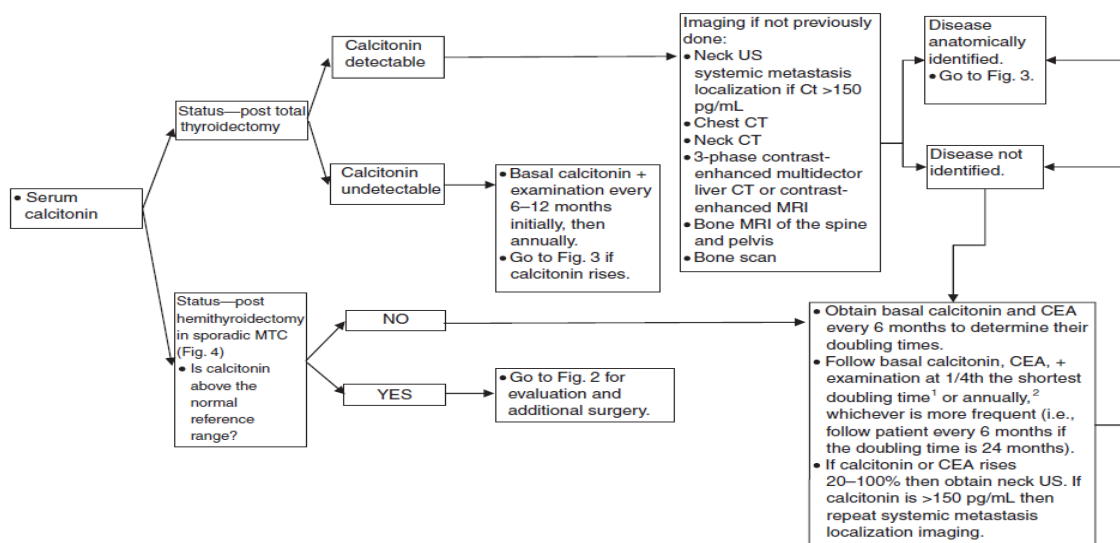 • Serum
calcitonin
Status—post total
thyroidectomy
Calcitonin
detectable
Calcitonin
undetectable
• Basal calcitonin +
examination every
6–12 months
initially, then
annually.
• Go to Fig. 3 if
calcitonin rises.
Imaging if not previously
done:
• Neck US
systemic metastasis
localization if Ct >150
pg/mL
• Chest CT
• Neck CT
• 3-phase contrast-
enhanced multidector
liver CT or contrast-
enhanced MRI
• Bone MRI of the spine
and pelvis
• Bone scan
Disease
anatomically
identified.
• Go to Fig. 3.
Disease not
identified.
Status—post
hemithyroidectomy
in sporadic MTC
(Fig. 4)
• Is calcitonin
above the
normal
reference
range?
NO
YES
• Go to Fig. 2 for
evaluation and
additional surgery.
• Obtain basal calcitonin and CEA
every 6 months to determine their
doubling times.
• Follow basal calcitonin, CEA, +
examination at 1/4th the shortest
doubling time¹ or annually,²
whichever is more frequent (i.e.,
follow patient every 6 months if
the doubling time is 24 months).
• If calcitonin or CEA rises
20–100% then obtain neck US. If
calcitonin is >150 pg/mL then
repeat systemic metastasis
localization imaging.